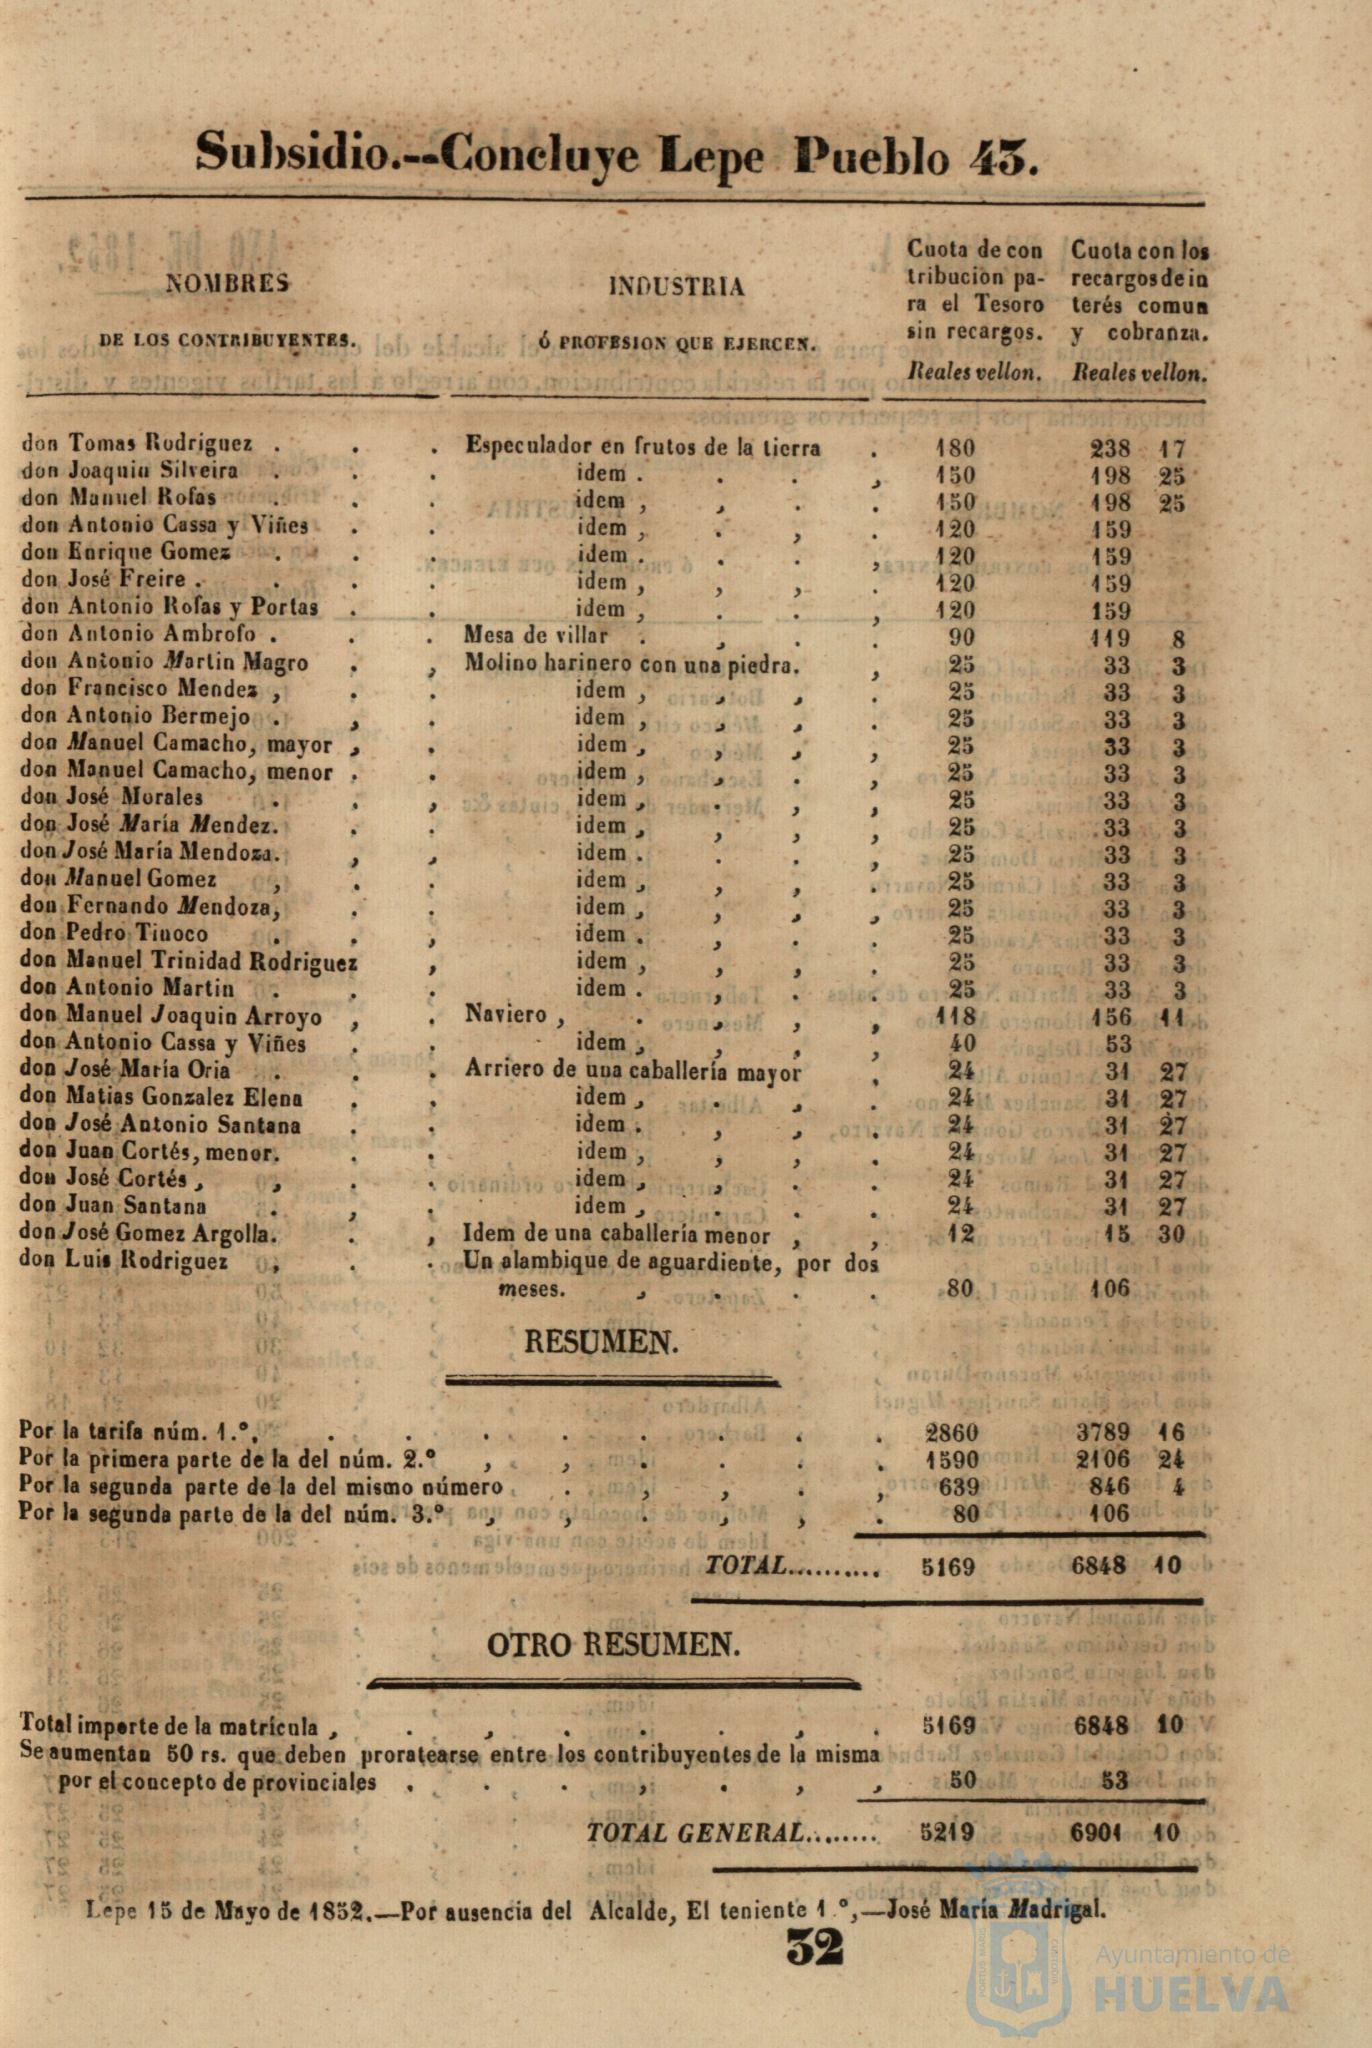 Subsidio.--Concluye Lepe Pueblo 43.
NOMBRES
DE LOS CONTRIBUYENTES.
INDUSTRIA
Ó PROFESION QUE EJERCEN.
Cuota de con
tribucion pa-
ra el Tesoro
sin recargos.
Reales vellon.
Cuota con los
recargos de in
terés comun
y cobranza.
Reales vellon.
don Tomas Rodriguez . . . Especulador en frutos de la tierra . 180 238 17
don Joaquin Silveira . . . idem . . . , 150 198 25
don Manuel Rofas . . . idem , , . . 150 198 25
don Antonio Cassa y Viñes . . idem , . , . 120 159
don Enrique Gomez . . . idem . . . , 120 159
don José Freire . . . . idem , , , . 120 159
don Antonio Rofas y Portas . . idem , . . , 120 159
don Antonio Ambrofo . . . Mesa de villar . , . . 90 119 8
don Antonio Martin Magro . , Molino harinero con una piedra. , 25 33 3
don Francisco Mendez , . . idem , , , . 25 33 3
don Antonio Bermejo . , . idem , , , . 25 33 3
don Manuel Camacho, mayor , . idem , , , , 25 33 3
don Manuel Camacho, menor . . idem , , . , 25 33 3
don José Morales . . , idem , . , , 25 33 3
don José María Mendez. . . idem , , , , 25 33 3
don José María Mendoza. , , idem . . . , 25 33 3
don Manuel Gomez , . . idem , , , . 25 33 3
don Fernando Mendoza, . . idem , , , , 25 33 3
don Pedro Tinoco . . , idem . , . . 25 33 3
don Manuel Trinidad Rodriguez , idem , , , . 25 33 3
don Antonio Martin . . . idem . , . . 25 33 3
don Manuel Joaquin Arroyo , . Naviero , . , , , 118 156 11
don Antonio Cassa y Viñes . . idem , , , , 40 53
don José María Oria . . . Arriero de una caballería mayor , 24 31 27
don Matias Gonzalez Elena . . idem , . , . 24 31 27
don José Antonio Santana . . idem . , , . 24 31 27
don Juan Cortés, menor. . . idem , , , . 24 31 27
don José Cortés , , . . idem , , , . 24 31 27
don Juan Santana . , . idem , . . . 24 31 27
don José Gomez Argolla. . , Idem de una caballería menor , , 12 15 30
don Luis Rodriguez , . . Un alambique de aguardiente, por dos
meses. , . . . 80 106
RESUMEN.
Por la tarifa núm. 1.º, . . . . . . . . 2860 3789 16
Por la primera parte de la del núm. 2.º , , . . . . 1590 2106 24
Por la segunda parte de la del mismo número . , , . , 639 846 4
Por la segunda parte de la del núm. 3.º , , . , , . 80 106
TOTAL.......... 5169 6848 10
OTRO RESUMEN.
Total importe de la matrícula , . , . . . , . 5169 6848 10
Se aumentan 50 rs. que deben proratearse entre los contribuyentes de la misma
por el concepto de provinciales . . . , . , , 50 53
TOTAL GENERAL........ 5219 6901 10
Lepe 15 de Mayo de 1852.—Por ausencia del Alcalde, El teniente 1.º,—José María Madrigal.
32
Ayuntamiento de
HUELVA